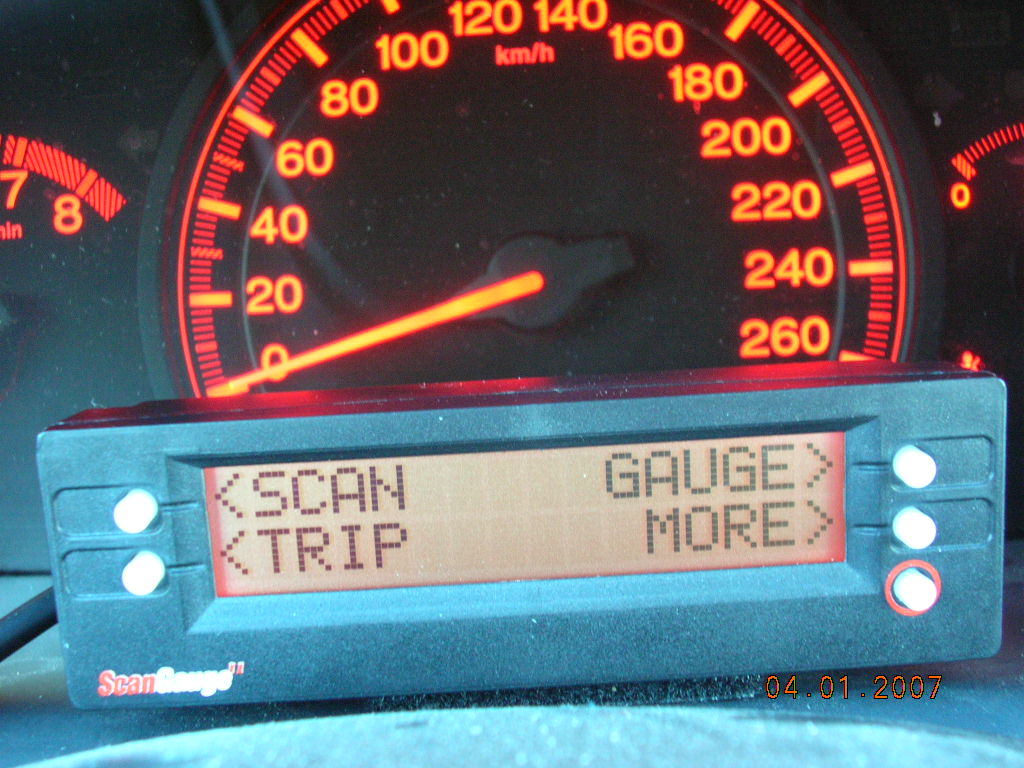 120 140
100 km/h 160
80 180
60 200
7 8
min
40 220
0
20 240
0 260
<SCAN GAUGE>
<TRIP MORE>
ScanGauge II
04.01.2007